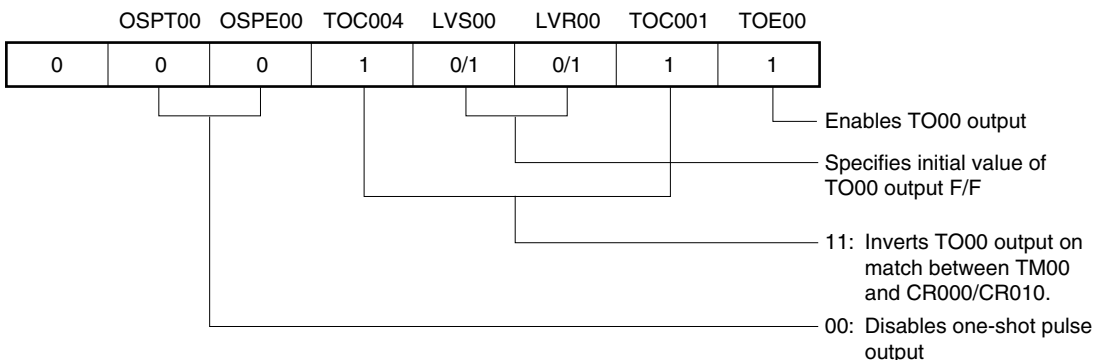 OSPT00 OSPE00 TOC004 LVS00 LVR00 TOC001 TOE00
0 0 0 1 0/1 0/1 1 1
Enables TO00 output
Specifies initial value of
TO00 output F/F
11: Inverts TO00 output on
match between TM00
and CR000/CR010.
00: Disables one-shot pulse
output